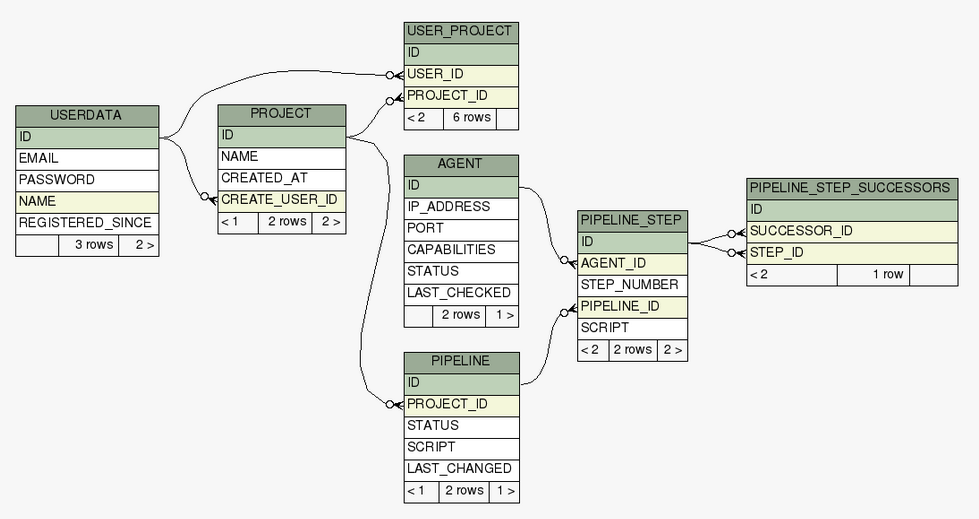 USER_PROJECT
ID
USER_ID
PROJECT_ID
< 2 6 rows
USERDATA
ID
EMAIL
PASSWORD
NAME
REGISTERED_SINCE
3 rows 2 >
PROJECT
ID
NAME
CREATED_AT
CREATE_USER_ID
< 1 2 rows 2 >
AGENT
ID
IP_ADDRESS
PORT
CAPABILITIES
STATUS
LAST_CHECKED
2 rows 1 >
PIPELINE
ID
PROJECT_ID
STATUS
SCRIPT
LAST_CHANGED
< 1 2 rows 1 >
PIPELINE_STEP
ID
AGENT_ID
STEP_NUMBER
PIPELINE_ID
SCRIPT
< 2 2 rows 2 >
PIPELINE_STEP_SUCCESSORS
ID
SUCCESSOR_ID
STEP_ID
< 2 1 row